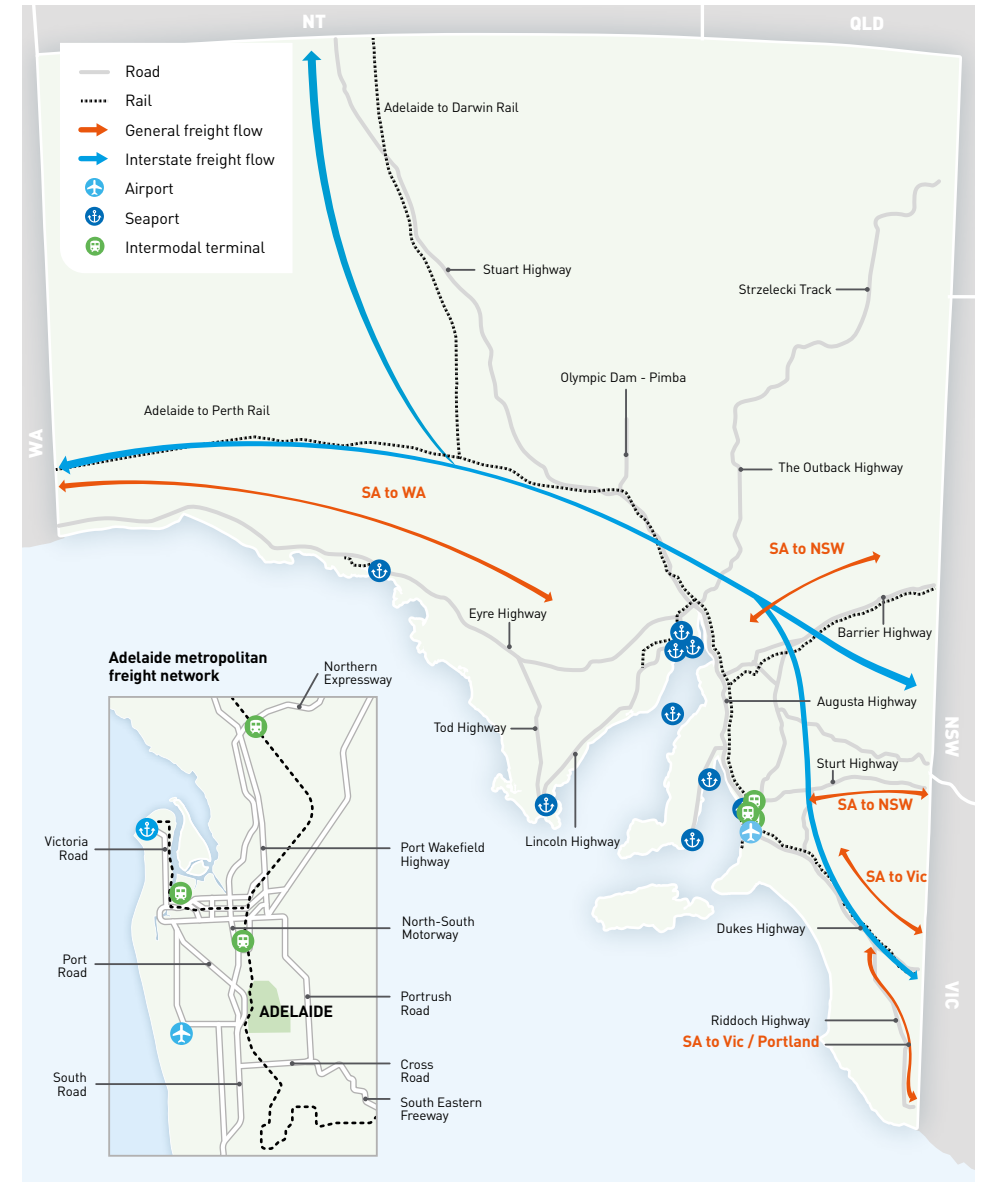 NT
QLD
Road
Rail
General freight flow
Interstate freight flow
Airport
Seaport
Intermodal terminal
Adelaide to Darwin Rail
Stuart Highway
Strzelecki Track
Olympic Dam - Pimba
Adelaide to Perth Rail
WA
The Outback Highway
SA to WA
SA to NSW
Eyre Highway
Barrier Highway
Adelaide metropolitan
freight network
Northern
Expressway
Tod Highway
Augusta Highway
NSW
Sturt Highway
SA to NSW
Lincoln Highway
Victoria
Road
Port Wakefield
Highway
SA to Vic
North-South
Motorway
Dukes Highway
Port
Road
VIC
Portrush
Road
ADELAIDE
Riddoch Highway
SA to Vic / Portland
Cross
Road
South
Road
South Eastern
Freeway